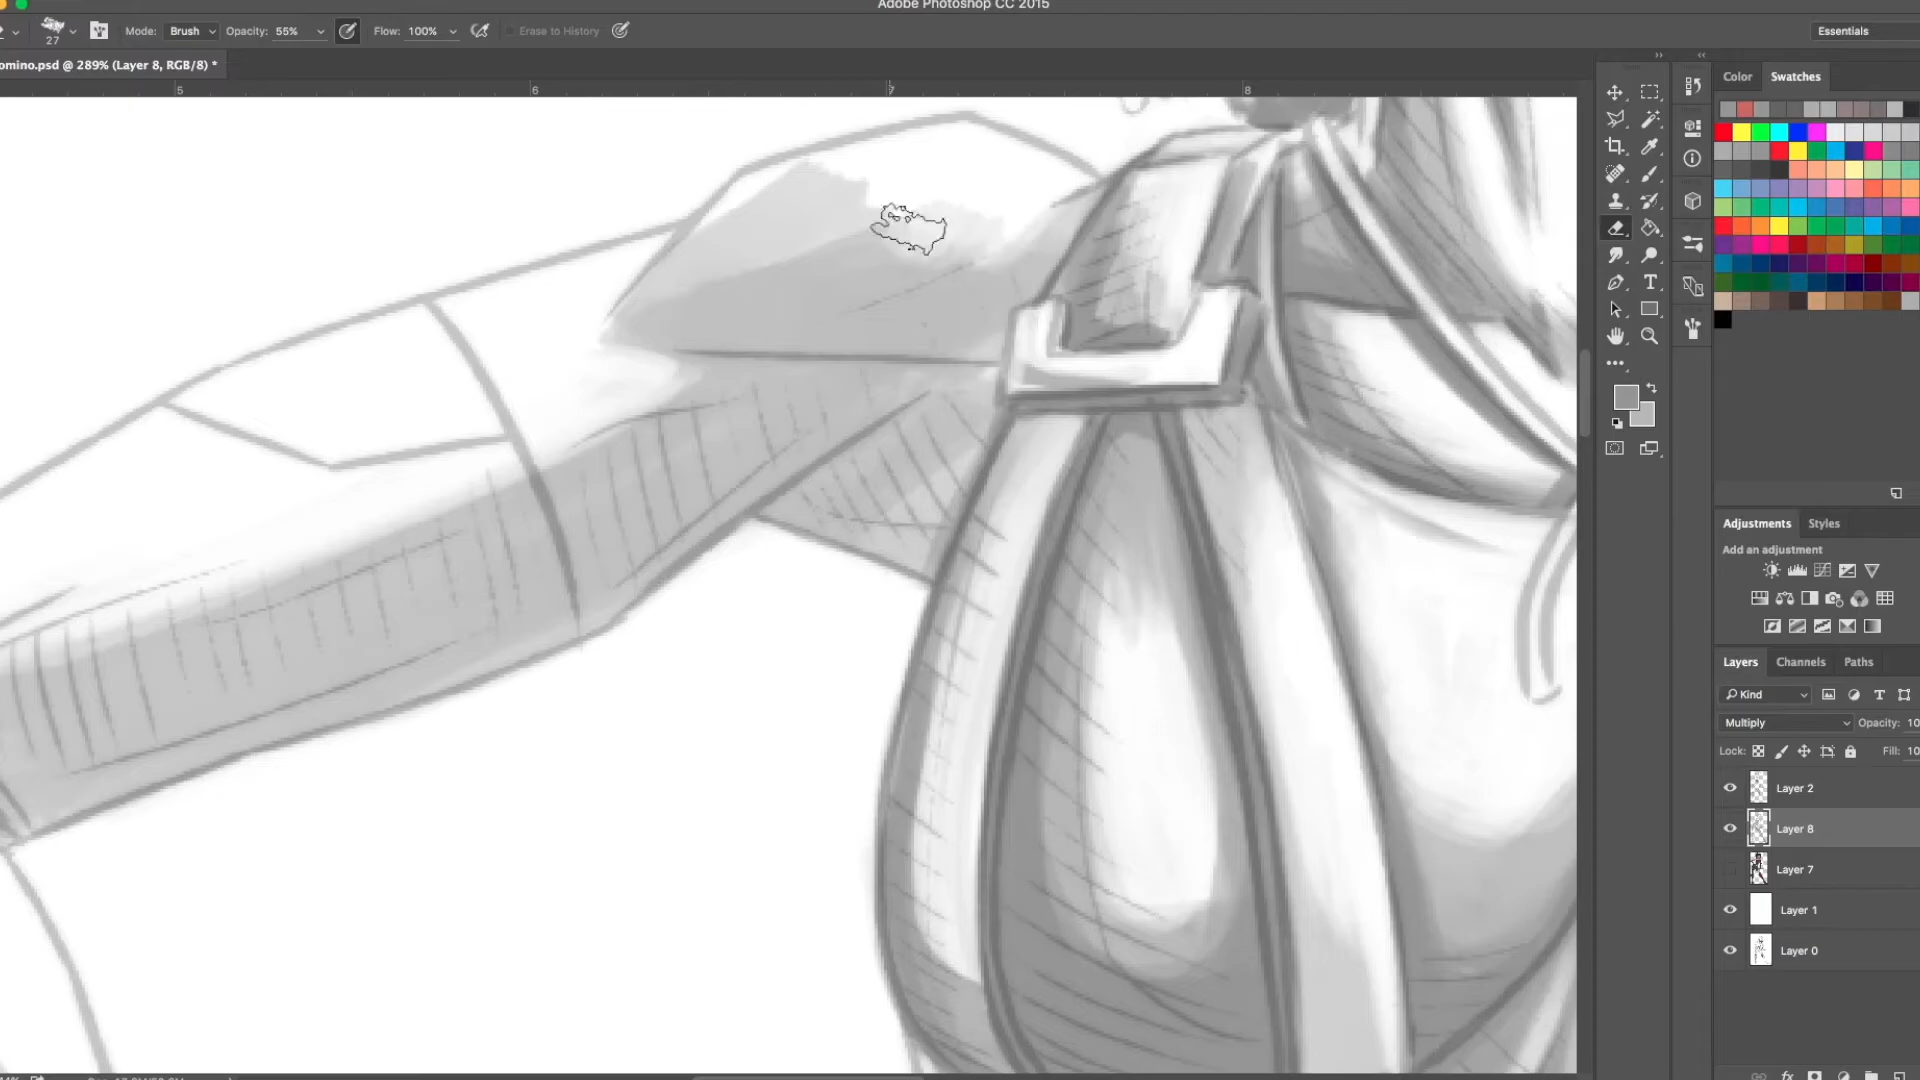 Adobe Photoshop CC 2015
27
Mode: Brush Opacity: 55% Flow: 100% Erase to History
Essentials
omino.psd @ 289% (Layer 8, RGB/8) *
5 6 7 8
Color Swatches
Adjustments Styles
Add an adjustment
Layers Channels Paths
Kind
Multiply Opacity: 10
Lock: Fill: 10
Layer 2
Layer 8
Layer 7
Layer 1
Layer 0